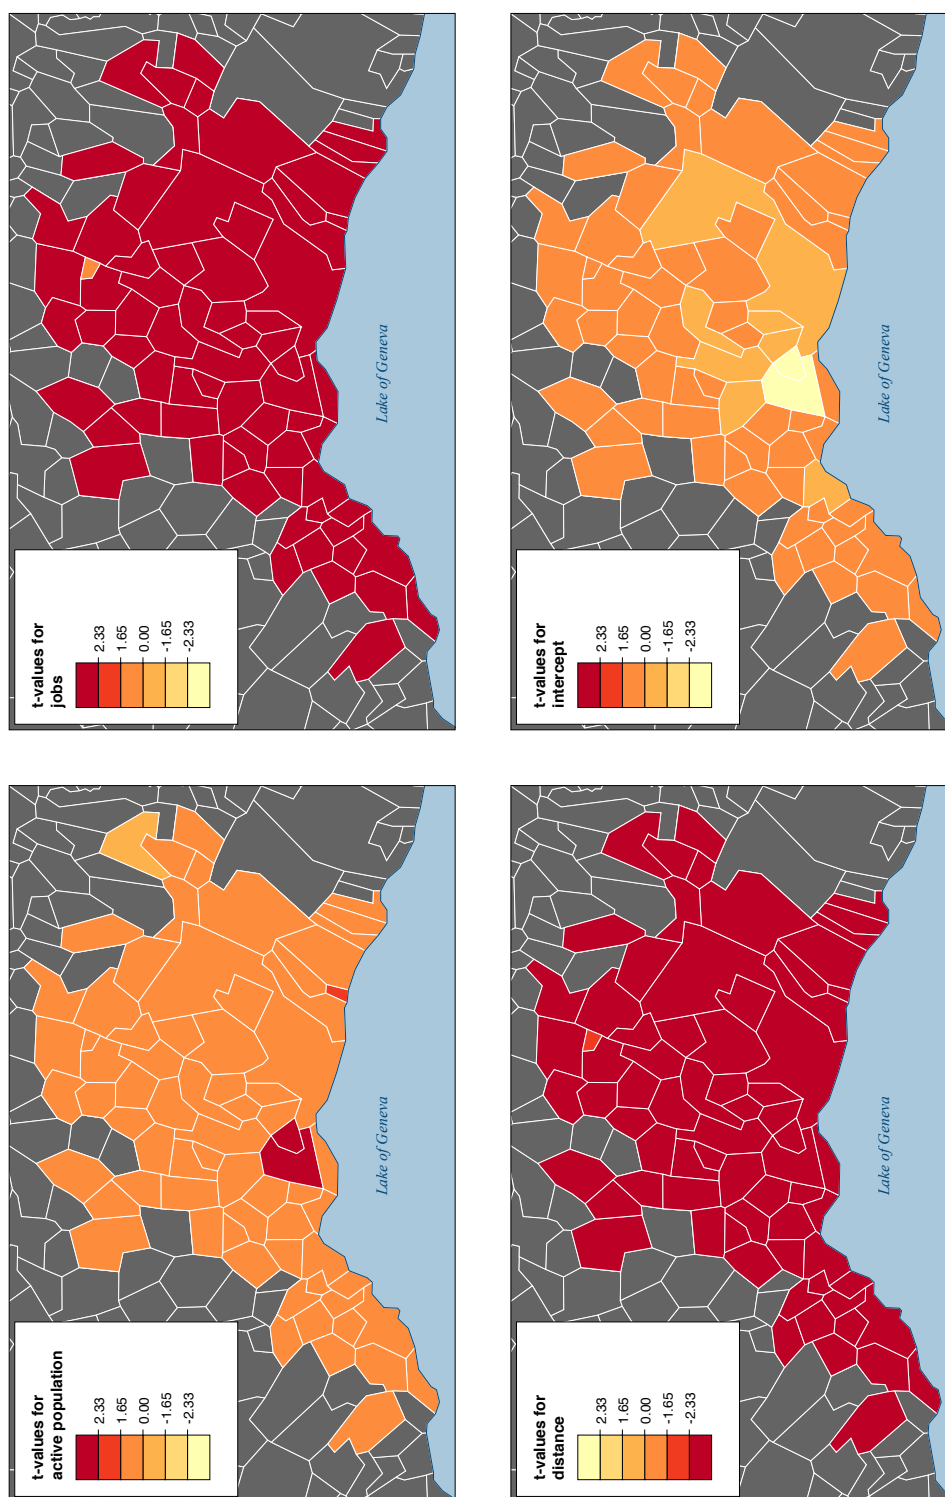 t-values for
active population
2.33
1.65
0.00
-1.65
-2.33
Lake of Geneva
t-values for
jobs
2.33
1.65
0.00
-1.65
-2.33
Lake of Geneva
t-values for
distance
2.33
1.65
0.00
-1.65
-2.33
Lake of Geneva
t-values for
intercept
2.33
1.65
0.00
-1.65
-2.33
Lake of Geneva